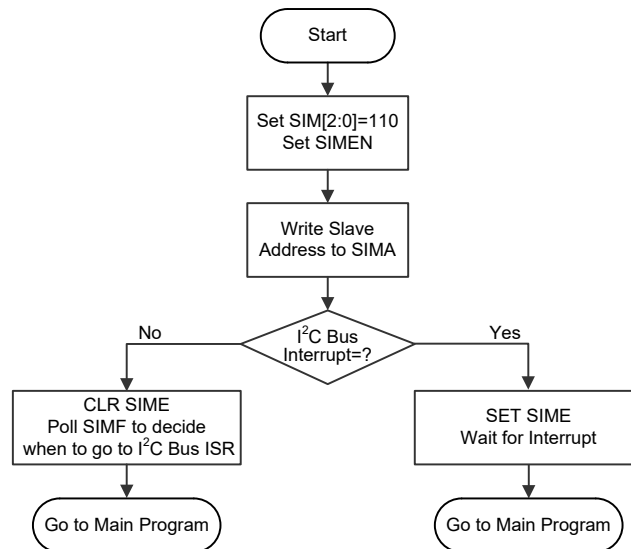 Start
Set SIM[2:0]=110
Set SIMEN
Write Slave
Address to SIMA
I²C Bus
Interrupt=?
No
Yes
CLR SIME
Poll SIMF to decide
when to go to I²C Bus ISR
SET SIME
Wait for Interrupt
Go to Main Program
Go to Main Program